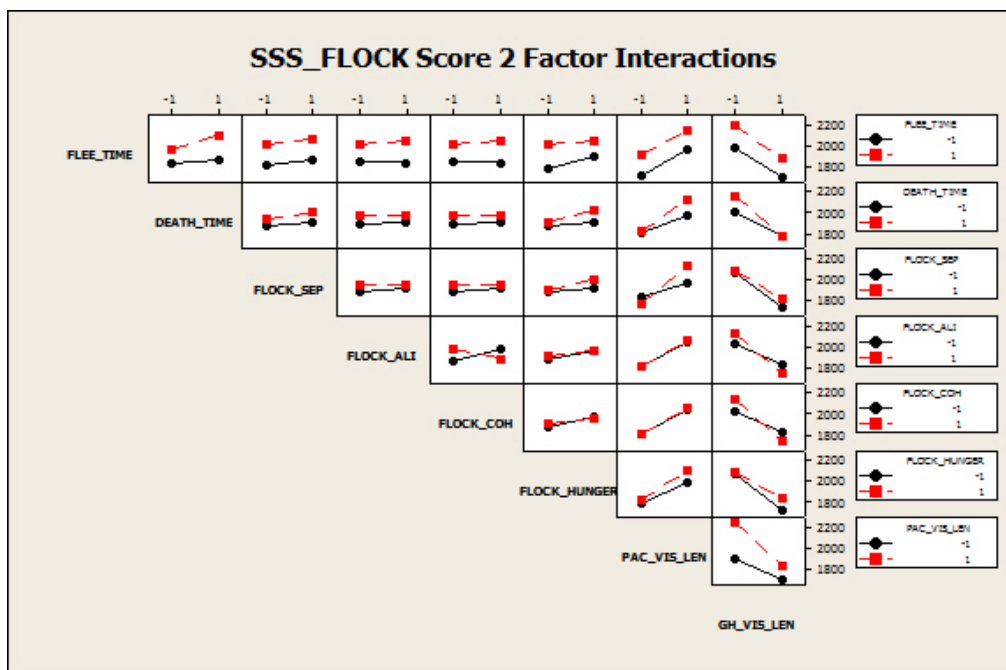 SSS_FLOCK Score 2 Factor Interactions
-1 1 -1 1 -1 1 -1 1 -1 1 -1 1 -1 1
FLEE_TIME
2200
2000
1800
FLEE_TIME
-1
1
DEATH_TIME
2200
2000
1800
DEATH_TIME
-1
1
FLOCK_SEP
2200
2000
1800
FLOCK_SEP
-1
1
FLOCK_ALI
2200
2000
1800
FLOCK_ALI
-1
1
FLOCK_COH
2200
2000
1800
FLOCK_COH
-1
1
FLOCK_HUNGER
2200
2000
1800
FLOCK_HUNGER
-1
1
PAC_VIS_LEN
2200
2000
1800
PAC_VIS_LEN
-1
1
GH_VIS_LEN